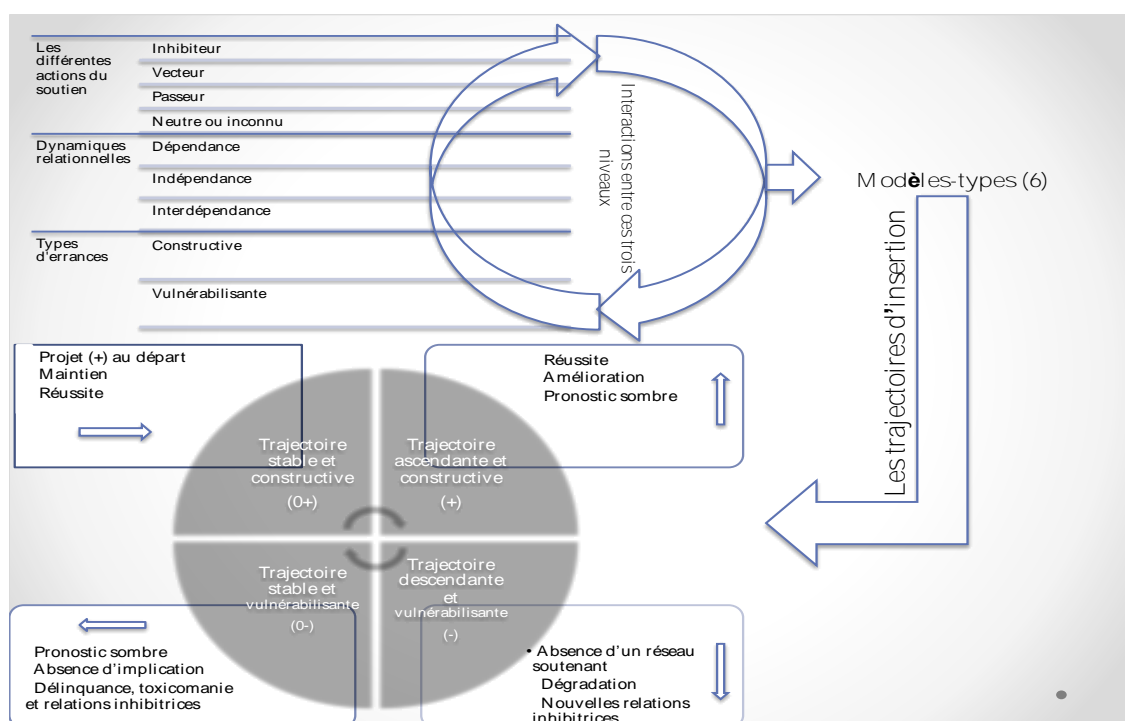 Les
différentes
actions du
soutien
Inhibiteur
Vecteur
Passeur
Neutre ou inconnu
Dynamiques
relationnelles
Dépendance
Indépendance
Interdépendance
Types
d'errances
Constructive
Vulnérabilisante
Interactions entre ces trois
niveaux
Modèles-types (6)
Les trajectoires d'insertion
Projet (+) au départ
Maintien
Réussite
Réussite
Amélioration
Pronostic sombre
Trajectoire
stable et
constructive
(0+)
Trajectoire
ascendante et
constructive
(+)
Trajectoire
stable et
vulnérabilisante
(0-)
Trajectoire
descendante
et
vulnérabilisante
(-)
Pronostic sombre
Absence d'implication
Délinquance, toxicomanie
et relations inhibitrices
• Absence d'un réseau
soutenant
Dégradation
Nouvelles relations
inhibitrices